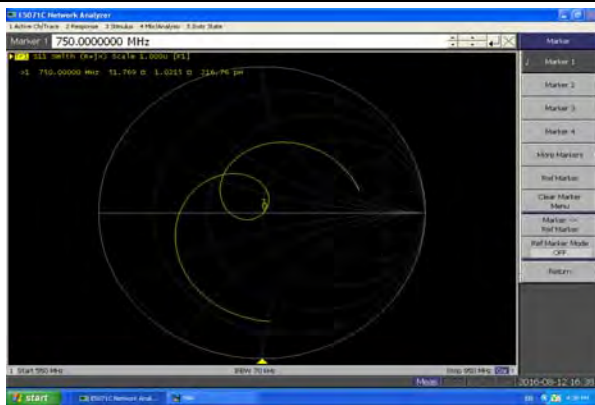 E5071C Network Analyzer
1 Active Ch/Trace 2 Response 3 Stimulus 4 Mkr/Analysis 5 Instr State
Marker 1 750.0000000 MHz
Marker
S11 Smith (R+jX) Scale 1.000U [F1]
>1 750.00000 MHz 51.769 Ω 1.0215 Ω
Marker 1
Marker 2
Marker 3
Marker 4
More Markers
Ref Marker
Clear Marker
Menu
Marker ->
Ref Marker
Ref Marker Mode
OFF
Return
1 Start 550 MHz
IFBW 70 kHz
Stop 950 MHz
Meas
2016-08-12 16:38
start
E5071C Network Anal...